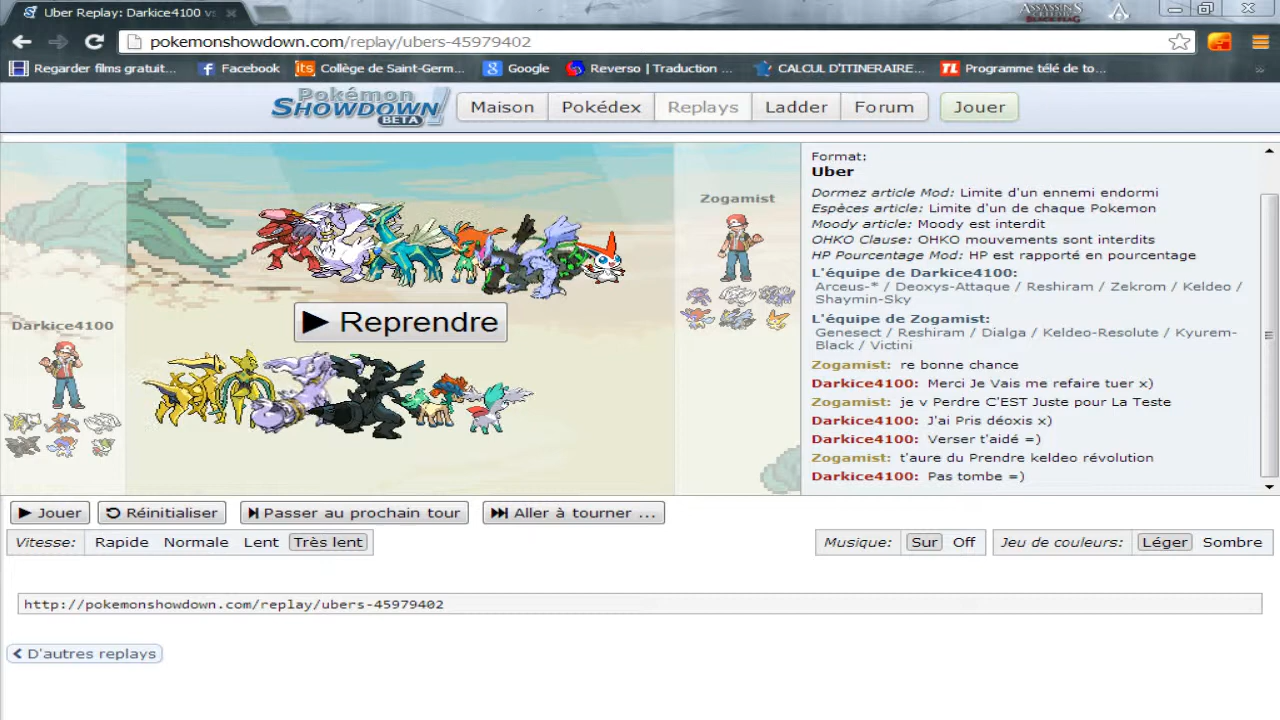 Uber Replay: Darkice4100 vs
ASSASSIN'S
CREED IV
BLACK FLAG
pokemonshowdown.com/replay/ubers-45979402
Regarder films gratuit... Facebook its Collège de Saint-Germ... Google Reverso | Traduction ... CALCUL D'ITINERAIRE... TL Programme télé de to...
Pokémon
SHOWDOWN!
BETA
Maison Pokédex Replays Ladder Forum Jouer
Format:
Uber
Dormez article Mod: Limite d'un ennemi endormi
Espèces article: Limite d'un de chaque Pokemon
Moody article: Moody est interdit
OHKO Clause: OHKO mouvements sont interdits
HP Pourcentage Mod: HP est rapporté en pourcentage
L'équipe de Darkice4100:
Arceus-* / Deoxys-Attaque / Reshiram / Zekrom / Keldeo /
Shaymin-Sky
L'équipe de Zogamist:
Genesect / Reshiram / Dialga / Keldeo-Resolute / Kyurem-
Black / Victini
Zogamist: re bonne chance
Darkice4100: Merci Je Vais me refaire tuer x)
Zogamist: je v Perdre C'EST Juste pour La Teste
Darkice4100: J'ai Pris déoxis x)
Darkice4100: Verser t'aidé =)
Zogamist: t'aure du Prendre keldeo révolution
Darkice4100: Pas tombe =)
Zogamist
Darkice4100
Reprendre
Jouer Réinitialiser Passer au prochain tour Aller à tourner ...
Vitesse: Rapide Normale Lent Très lent
Musique: Sur Off Jeu de couleurs: Léger Sombre
http://pokemonshowdown.com/replay/ubers-45979402
D'autres replays